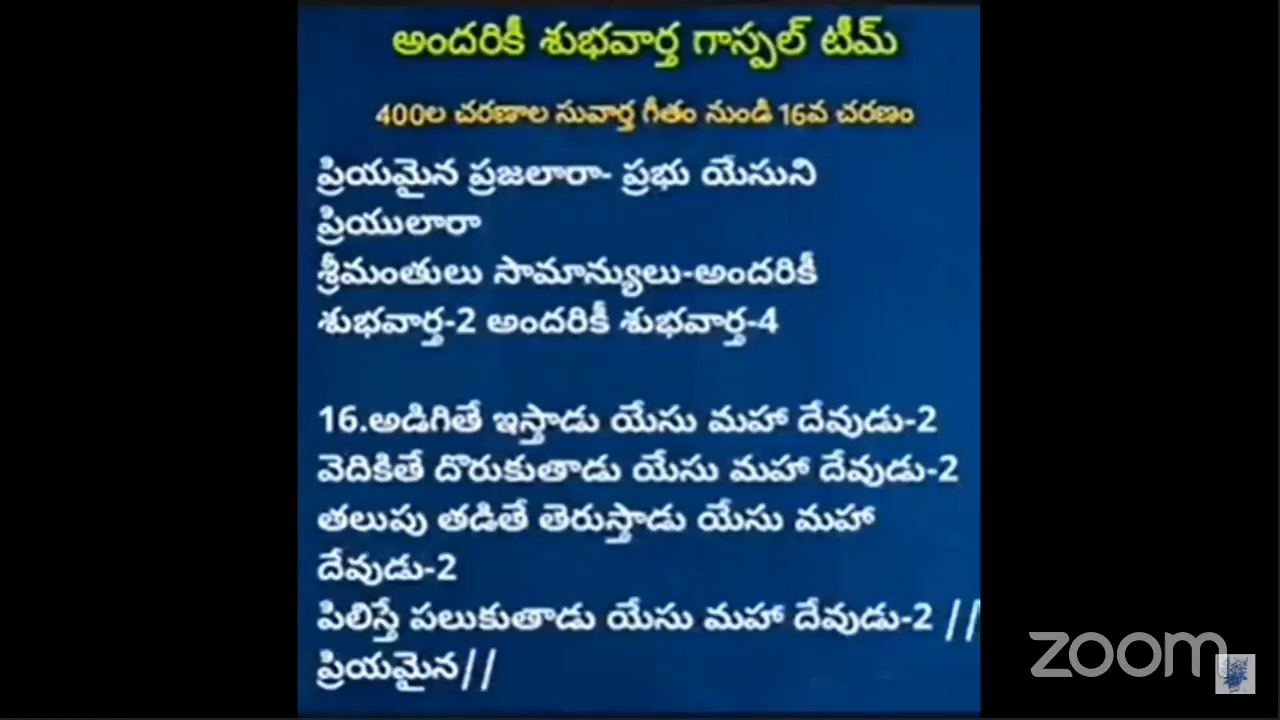 అందరికీ శుభవార్త గాస్పల్ టీమ్
400ల చరణాల సువార్త గీతం నుండి 16వ చరణం
ప్రియమైన ప్రజలారా- ప్రభు యేసుని
ప్రియులారా
శ్రీమంతులు సామాన్యులు-అందరికీ
శుభవార్త-2 అందరికీ శుభవార్త-4
16.అడిగితే ఇస్తాడు యేసు మహా దేవుడు-2
వెదికితే దొరుకుతాడు యేసు మహా దేవుడు-2
తలుపు తడితే తెరుస్తాడు యేసు మహా
దేవుడు-2
పిలిస్తే పలుకుతాడు యేసు మహా దేవుడు-2 //
ప్రియమైన//
zoom